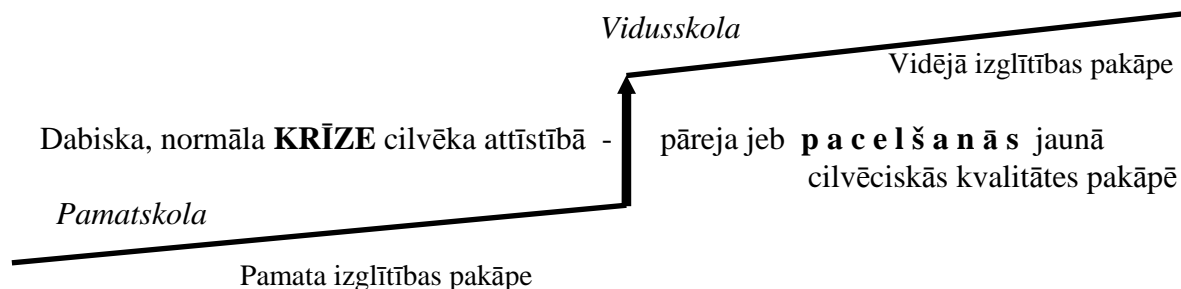 Vidusskola
Vidējā izglītības pakāpe
Dabiska, normāla KRĪZE cilvēka attīstībā - pāreja jeb p a c e l š a n ā s jaunā
cilvēciskās kvalitātes pakāpē
Pamatskola
Pamata izglītības pakāpe